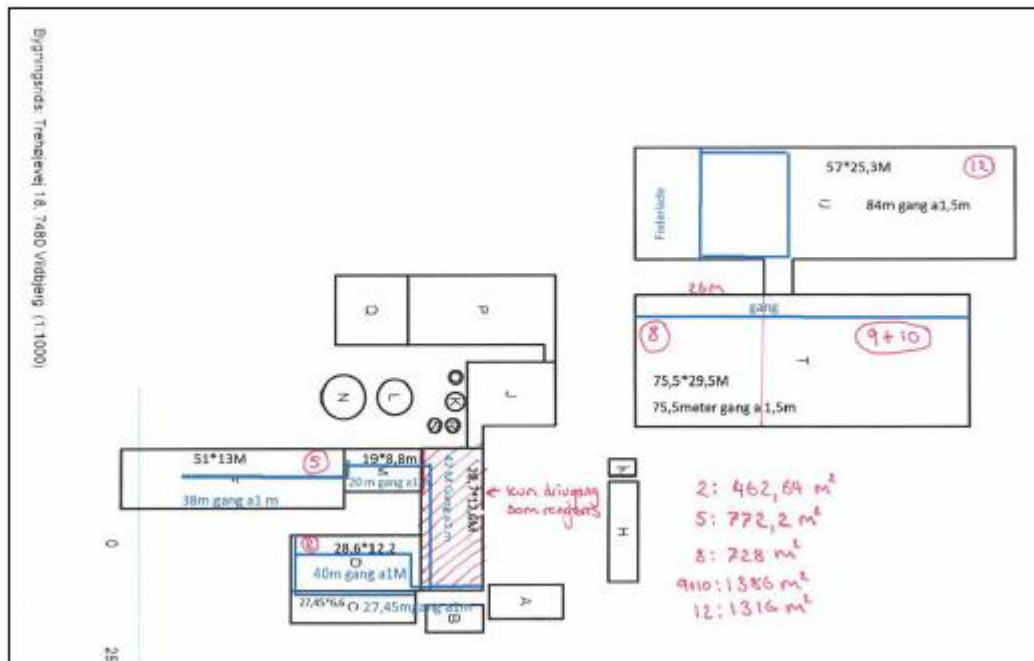 Bygningsrids: Trehøjevej 18, 7480 Vildbjerg (1:1000)
57*25,3M
12
U
84m gang a1,5m
Foderlade
26m
gang
8
9+10
T
75,5*29,5M
75,5meter gang a 1,5m
Q
P
N
L
K
J
S
51*13M
5
F
38m gang a1 m
19*8,8m
M
20 m gang a1
42 M Gang a1 m
← kun drivgang
som rengøres
H
2
28,6*12,2
O
40m gang a1M
27,45*6,6
C
27,45m gang a1m
B
A
2: 462,64 m²
5: 772,2 m²
8: 728 m²
9+10: 1386 m²
12: 1316 m²
0
25